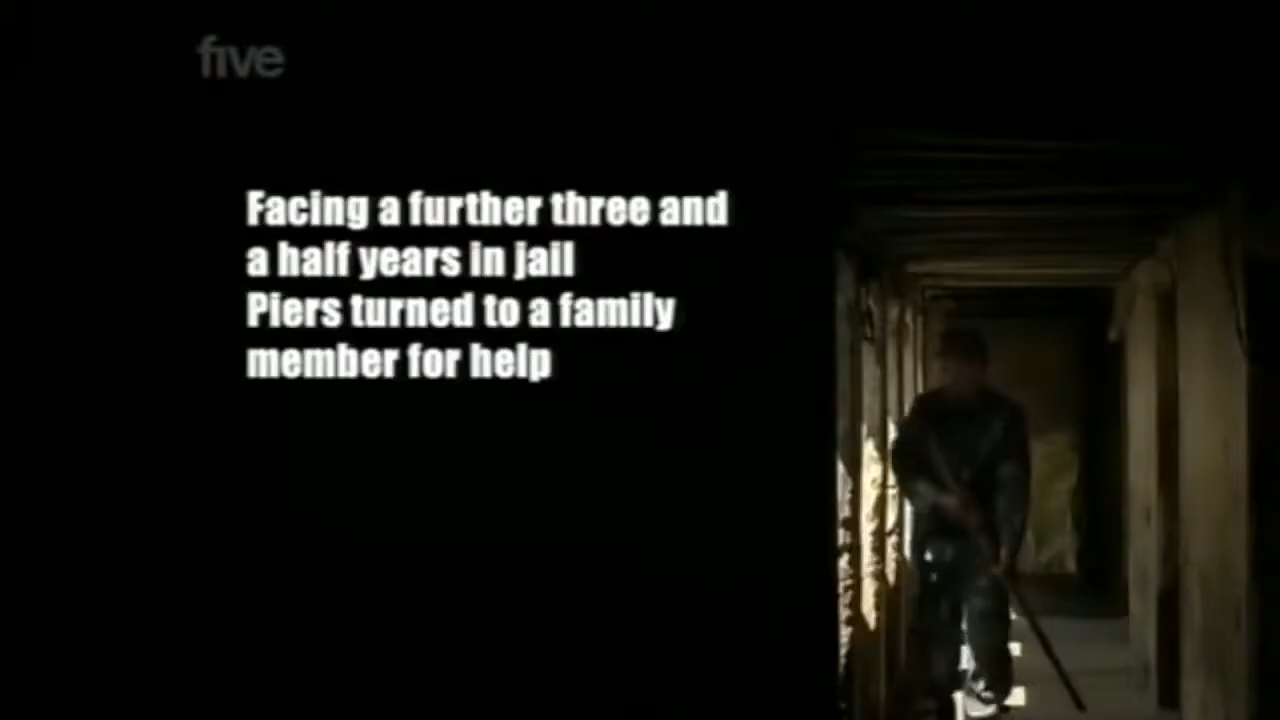 five
Facing a further three and
a half years in jail
Piers turned to a family
member for help